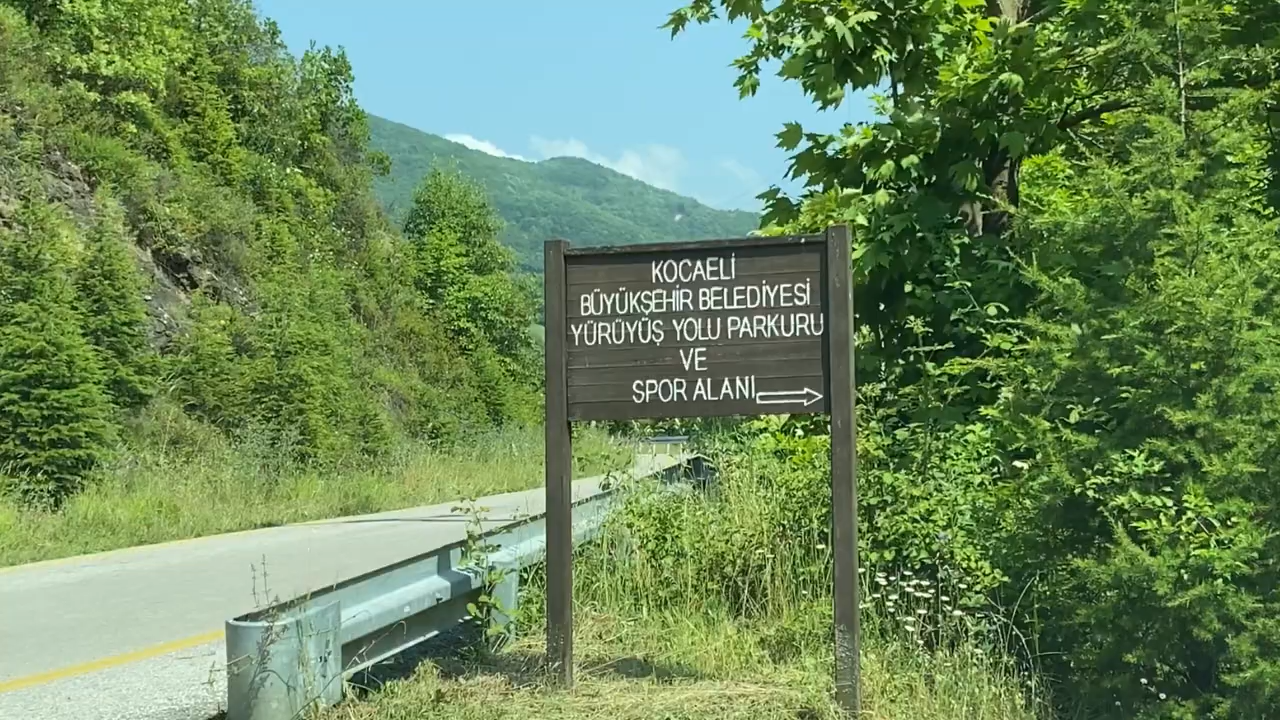 KOCAELİ
BÜYÜKŞEHİR BELEDİYESİ
YÜRÜYÜŞ YOLU PARKURU
VE
SPOR ALANI